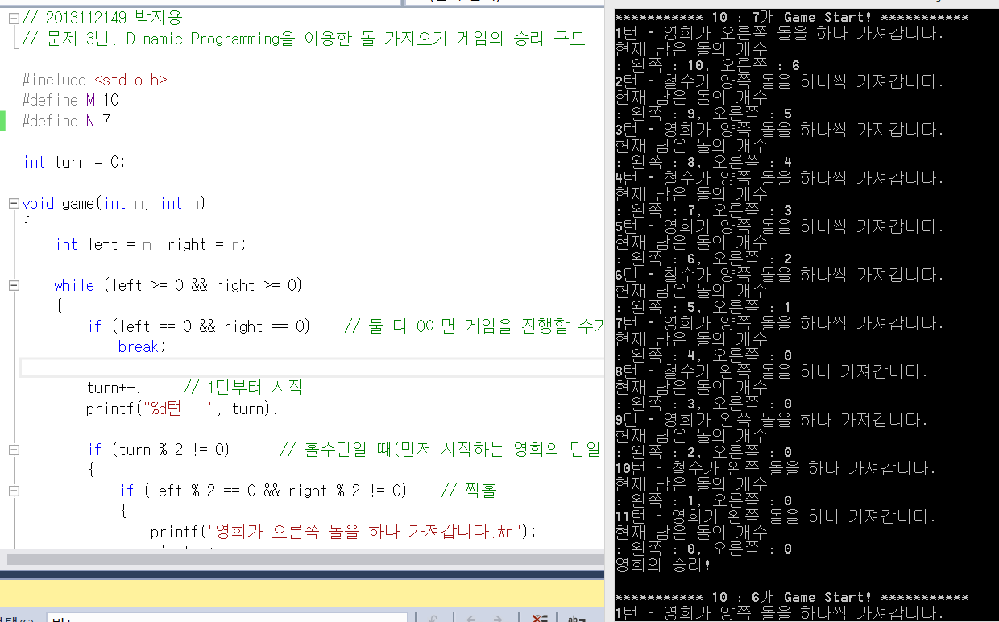 // 2013112149 박지용
// 문제 3번. Dinamic Programming을 이용한 돌 가져오기 게임의 승리 구도
#include <stdio.h>
#define M 10
#define N 7
int turn = 0;
void game(int m, int n)
{
int left = m, right = n;
while (left >= 0 && right >= 0)
{
if (left == 0 && right == 0) // 둘 다 0이면 게임을 진행할 수가
break;
turn++; // 1턴부터 시작
printf("%d턴 - ", turn);
if (turn % 2 != 0) // 홀수턴일 때(먼저 시작하는 영희의 턴일
{
if (left % 2 == 0 && right % 2 != 0) // 짝홀
{
printf("영희가 오른쪽 돌을 하나 가져갑니다.₩n");
*********** 10 : 7개 Game Start! ***********
1턴 - 영희가 오른쪽 돌을 하나 가져갑니다.
현재 남은 돌의 개수
: 왼쪽 : 10, 오른쪽 : 6
2턴 - 철수가 양쪽 돌을 하나씩 가져갑니다.
현재 남은 돌의 개수
: 왼쪽 : 9, 오른쪽 : 5
3턴 - 영희가 양쪽 돌을 하나씩 가져갑니다.
현재 남은 돌의 개수
: 왼쪽 : 8, 오른쪽 : 4
4턴 - 철수가 양쪽 돌을 하나씩 가져갑니다.
현재 남은 돌의 개수
: 왼쪽 : 7, 오른쪽 : 3
5턴 - 영희가 양쪽 돌을 하나씩 가져갑니다.
현재 남은 돌의 개수
: 왼쪽 : 6, 오른쪽 : 2
6턴 - 철수가 양쪽 돌을 하나씩 가져갑니다.
현재 남은 돌의 개수
: 왼쪽 : 5, 오른쪽 : 1
7턴 - 영희가 양쪽 돌을 하나씩 가져갑니다.
현재 남은 돌의 개수
: 왼쪽 : 4, 오른쪽 : 0
8턴 - 철수가 왼쪽 돌을 하나 가져갑니다.
현재 남은 돌의 개수
: 왼쪽 : 3, 오른쪽 : 0
9턴 - 영희가 왼쪽 돌을 하나 가져갑니다.
현재 남은 돌의 개수
: 왼쪽 : 2, 오른쪽 : 0
10턴 - 철수가 왼쪽 돌을 하나 가져갑니다.
현재 남은 돌의 개수
: 왼쪽 : 1, 오른쪽 : 0
11턴 - 영희가 왼쪽 돌을 하나 가져갑니다.
현재 남은 돌의 개수
: 왼쪽 : 0, 오른쪽 : 0
영희의 승리!
*********** 10 : 6개 Game Start! ***********
1턴 - 영희가 양쪽 돌을 하나씩 가져갑니다.